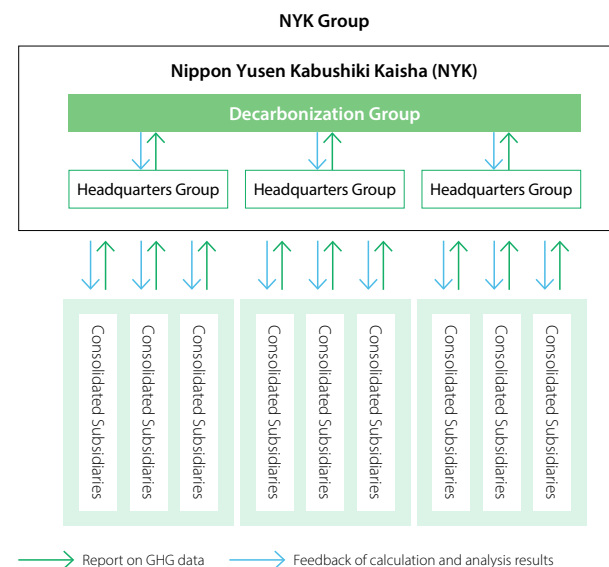 NYK Group
Nippon Yusen Kabushiki Kaisha (NYK)
Decarbonization Group
Headquarters Group
Headquarters Group
Headquarters Group
Consolidated Subsidiaries
Consolidated Subsidiaries
Consolidated Subsidiaries
Consolidated Subsidiaries
Consolidated Subsidiaries
Consolidated Subsidiaries
Consolidated Subsidiaries
Consolidated Subsidiaries
Consolidated Subsidiaries
Report on GHG data
Feedback of calculation and analysis results